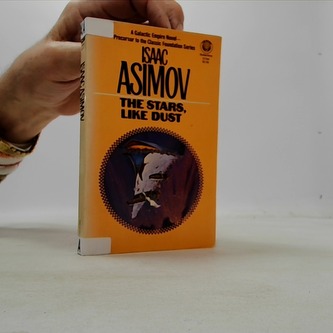 A Galactic Empire Novel—
Precursor to the Classic Foundation Series
ISAAC
ASIMOV
THE STARS,
LIKE DUST